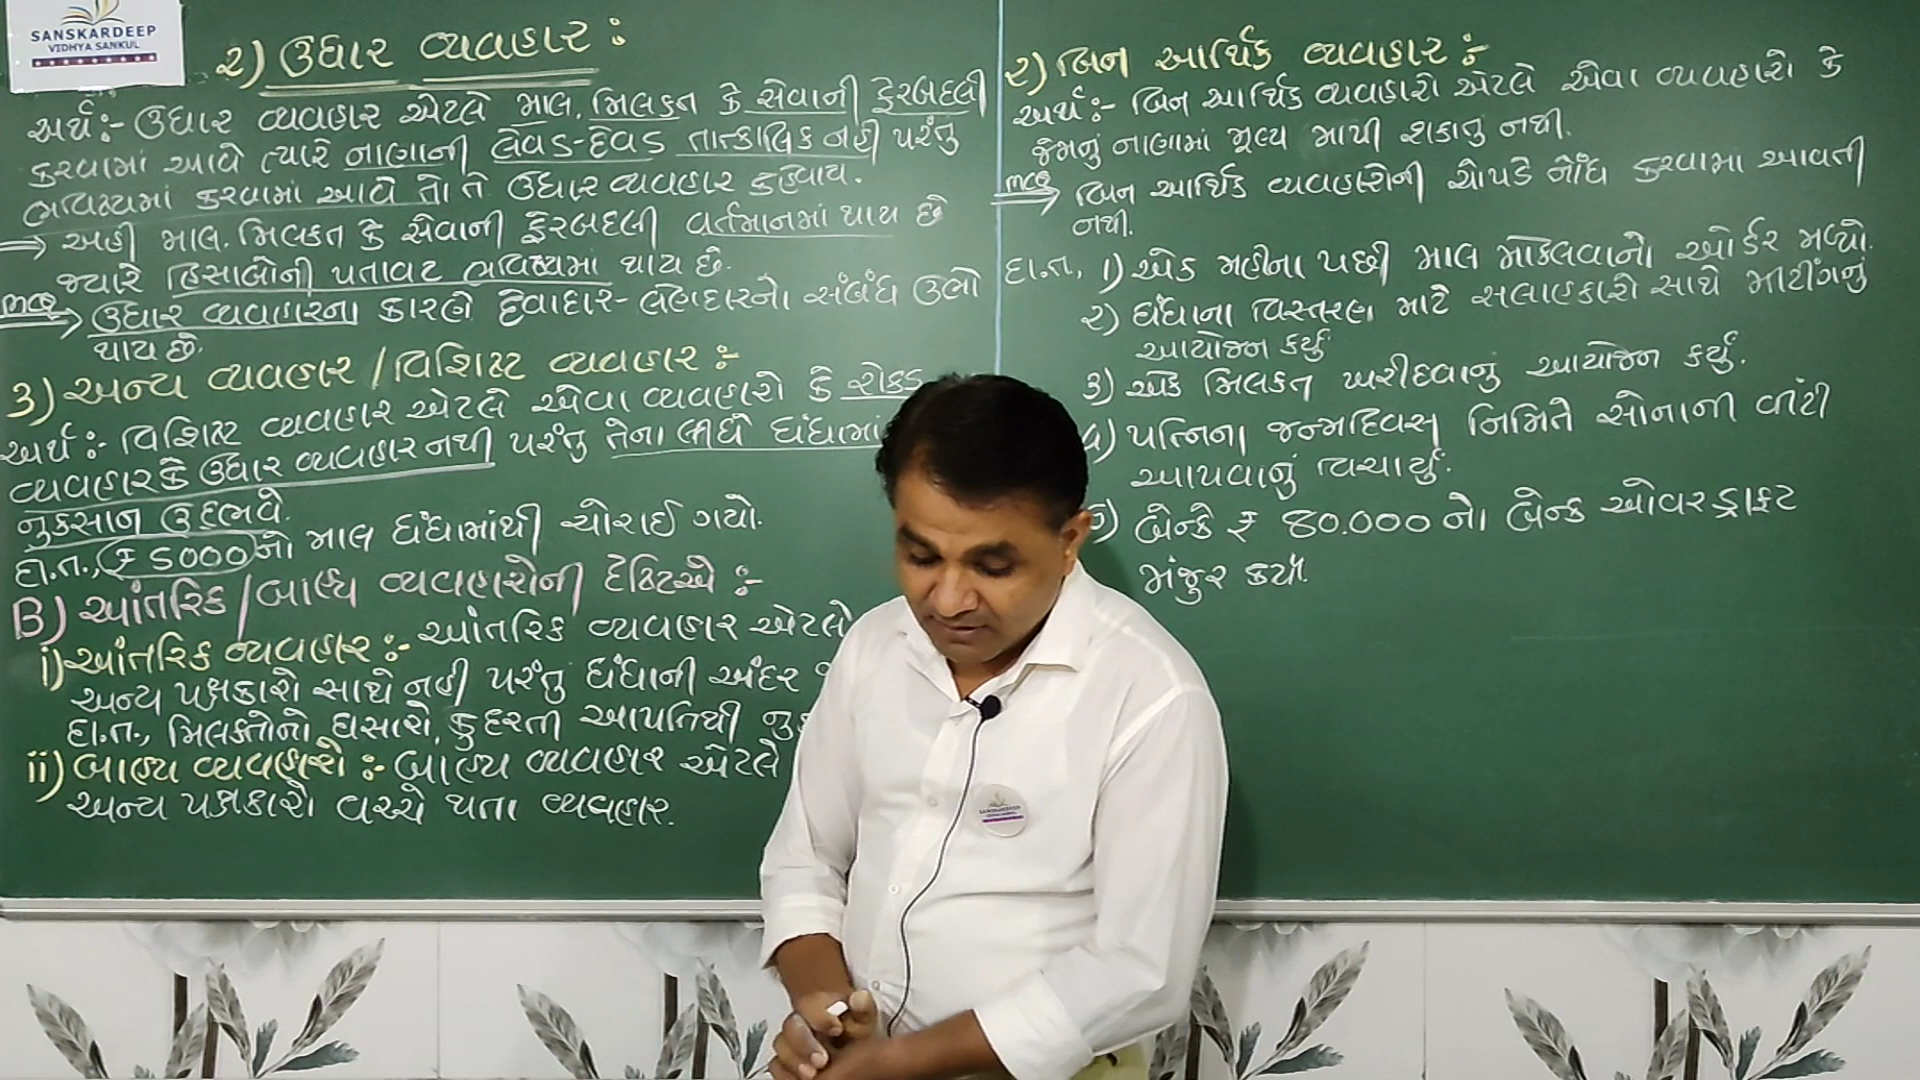 SANSKARDEEP
VIDHYA SANKUL
૨) ઉધાર વ્યવહાર :
અર્થ:- ઉધાર વ્યવહાર એટલે માલ, મિલકત કે સેવાની ફેરબદલી
કરવામાં આવે ત્યારે નાણાની લેવડ-દેવડ તાત્કાલિક નહી પરંતુ
ભવિષ્યમાં કરવામાં આવે તો તે ઉધાર વ્યવહાર કહેવાય.
⇒ અહી માલ, મિલકત કે સેવાની ફેરબદલી વર્તમાનમાં થાય છે
જ્યારે હિસાબોની પતાવટ ભવિષ્યમાં થાય છે.
MCQ ⇒ ઉધાર વ્યવહારના કારણે દેવાદાર-લેણદારનો સંબંધ ઉભો
થાય છે.
3) અન્ય વ્યવહાર / વિશિષ્ટ વ્યવહાર :-
અર્થ :- વિશિષ્ટ વ્યવહાર એટલે એવા વ્યવહારો કે રોકડ
વ્યવહાર કે ઉધાર વ્યવહાર નથી પરંતુ તેના લીધે ધંધામાં
નુકસાન ઉદ્દભવે.
દા.ત., ₹ 5000 નો માલ ધંધામાંથી ચોરાઈ ગયો.
B) આંતરિક / બાહ્ય વ્યવહારોની દૃષ્ટિએ :-
i) આંતરિક વ્યવહાર :- આંતરિક વ્યવહાર એટલે
અન્ય પક્ષકારો સાથે નહી પરંતુ ધંધાની અંદર
દા.ત., મિલકતોનો ઘસારો, કુદરતી આપતિથી
ii) બાહ્ય વ્યવહારો :- બાહ્ય વ્યવહાર એટલે
અન્ય પક્ષકારો વચ્ચે થતા વ્યવહાર.
૨) બિન આર્થિક વ્યવહાર :-
અર્થ :- બિન આર્થિક વ્યવહારો એટલે એવા વ્યવહારો કે
જેમનું નાણામાં મૂલ્ય માપી શકાતુ નથી.
MCQ ⇒ બિન આર્થિક વ્યવહારોની ચોપડે નોંધ કરવામા આવતી
નથી.
દા.ત, ૧) એક મહીના પછી માલ મોકલવાનો ઓર્ડર મળ્યો.
૨) ધંધાના વિસ્તરણ માટે સલાહકારો સાથે મીટીંગનું
આયોજન કર્યું
૩) એક મિલકત ખરીદવાનુ આયોજન કર્યુ.
૪) પત્નિના જન્મદિવસ નિમિતે સોનાની વીંટી
આપવાનું વિચાર્યું.
બેન્કે ₹ 80.000 નો બેન્ક ઓવરડ્રાફ્ટ
મંજુર કર્યો.
SANSKARDEEP